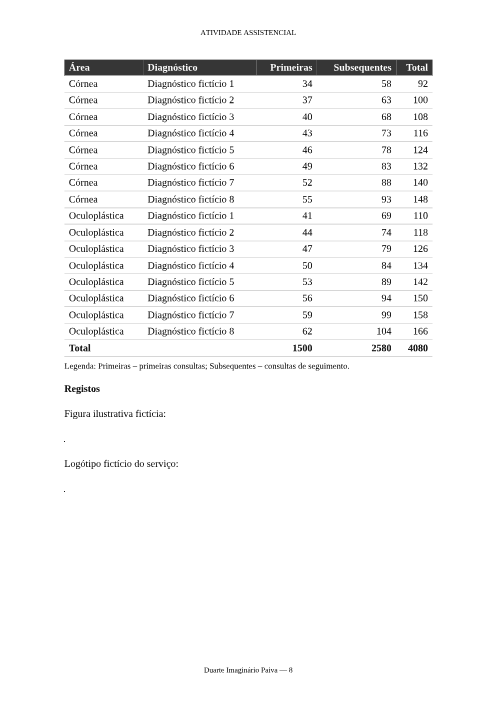 ATIVIDADE ASSISTENCIAL
Área Diagnóstico Primeiras Subsequentes Total
Córnea Diagnóstico fictício 1 34 58 92
Córnea Diagnóstico fictício 2 37 63 100
Córnea Diagnóstico fictício 3 40 68 108
Córnea Diagnóstico fictício 4 43 73 116
Córnea Diagnóstico fictício 5 46 78 124
Córnea Diagnóstico fictício 6 49 83 132
Córnea Diagnóstico fictício 7 52 88 140
Córnea Diagnóstico fictício 8 55 93 148
Oculoplástica Diagnóstico fictício 1 41 69 110
Oculoplástica Diagnóstico fictício 2 44 74 118
Oculoplástica Diagnóstico fictício 3 47 79 126
Oculoplástica Diagnóstico fictício 4 50 84 134
Oculoplástica Diagnóstico fictício 5 53 89 142
Oculoplástica Diagnóstico fictício 6 56 94 150
Oculoplástica Diagnóstico fictício 7 59 99 158
Oculoplástica Diagnóstico fictício 8 62 104 166
Total 1500 2580 4080
Legenda: Primeiras – primeiras consultas; Subsequentes – consultas de seguimento.
Registos
Figura ilustrativa fictícia:
.
Logótipo fictício do serviço:
.
Duarte Imaginário Paiva — 8